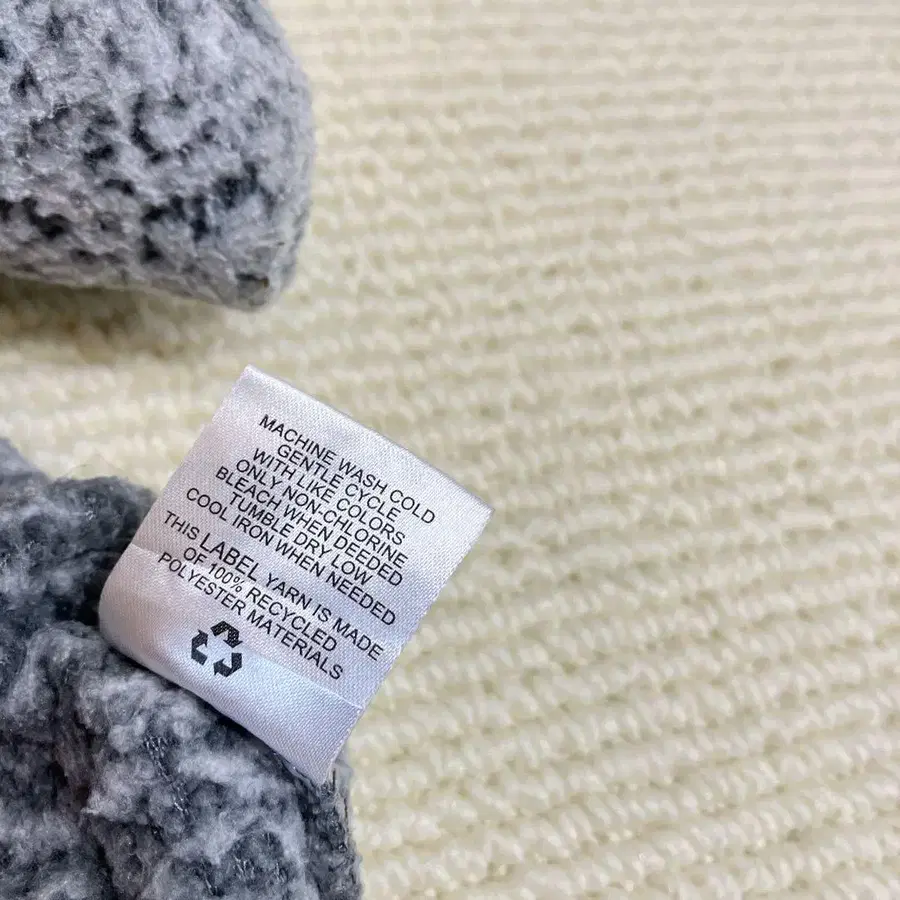 MACHINE WASH COLD
GENTLE CYCLE
WITH LIKE COLORS
ONLY NON-CHLORINE
BLEACH WHEN DEEDED
TUMBLE DRY LOW
COOL IRON WHEN NEEDED
THIS LABEL YARN IS MADE
OF 100% RECYCLED
POLYESTER MATERIALS